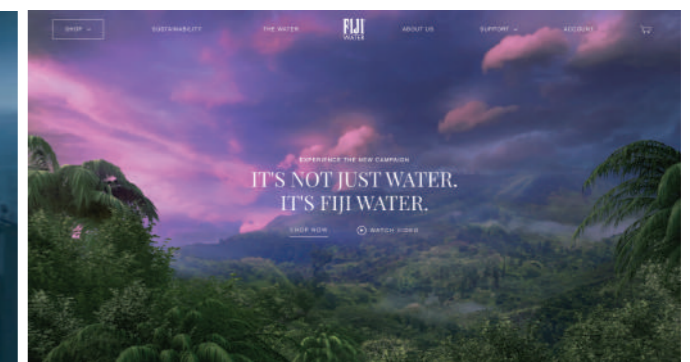 SHOP
SUSTAINABILITY
THE WATER
FIJI
WATER
ABOUT US
SUPPORT
ACCOUNT
EXPERIENCE THE NEW CAMPAIGN
IT'S NOT JUST WATER.
IT'S FIJI WATER.
SHOP NOW
WATCH VIDEO